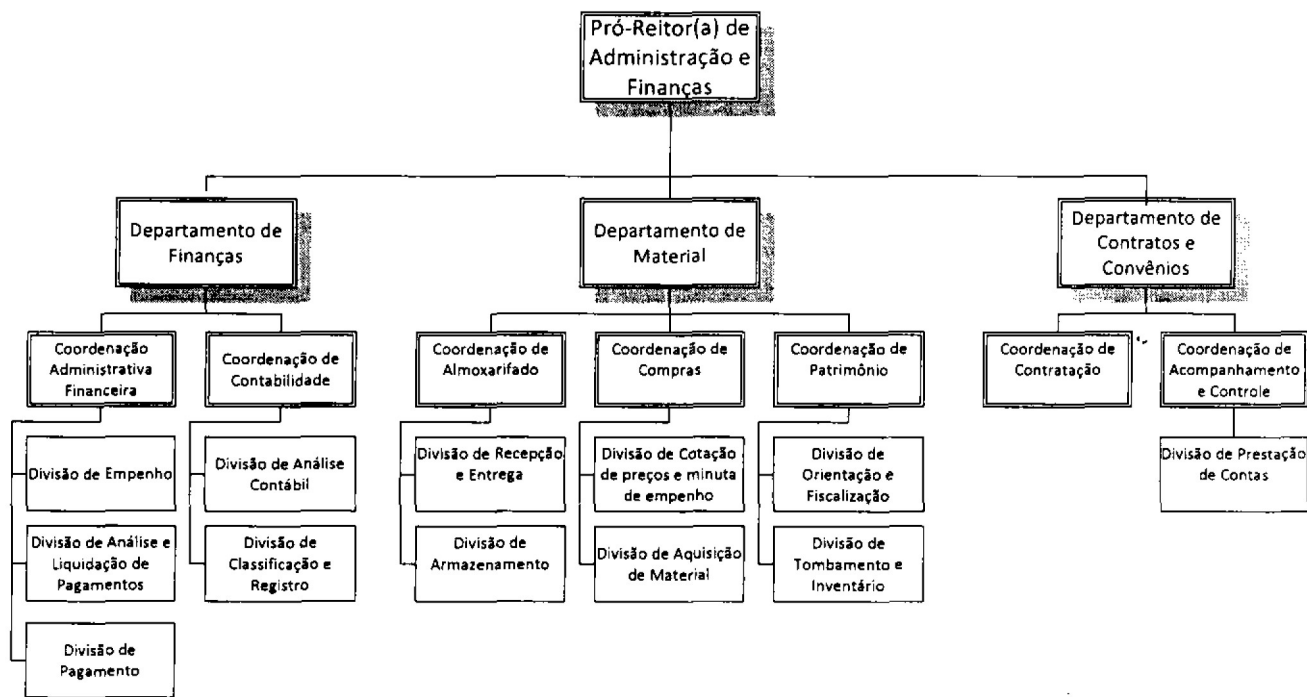 Pró-Reitor(a) de
Administração e
Finanças
Departamento de
Finanças
Departamento de
Material
Departamento de
Contratos e
Convênios
Coordenação
Administrativa
Financeira
Coordenação de
Contabilidade
Coordenação de
Almoxarifado
Coordenação de
Compras
Coordenação de
Patrimônio
Coordenação de
Contratação
Coordenação de
Acompanhamento
e Controle
Divisão de Empenho
Divisão de Análise
Contábil
Divisão de Recepção
e Entrega
Divisão de Cotação
de preços e minuta
de empenho
Divisão de
Orientação e
Fiscalização
Divisão de Prestação
de Contas
Divisão de Análise e
Liquidação de
Pagamentos
Divisão de
Classificação e
Registro
Divisão de
Armazenamento
Divisão de Aquisição
de Material
Divisão de
Tombamento e
Inventário
Divisão de
Pagamento